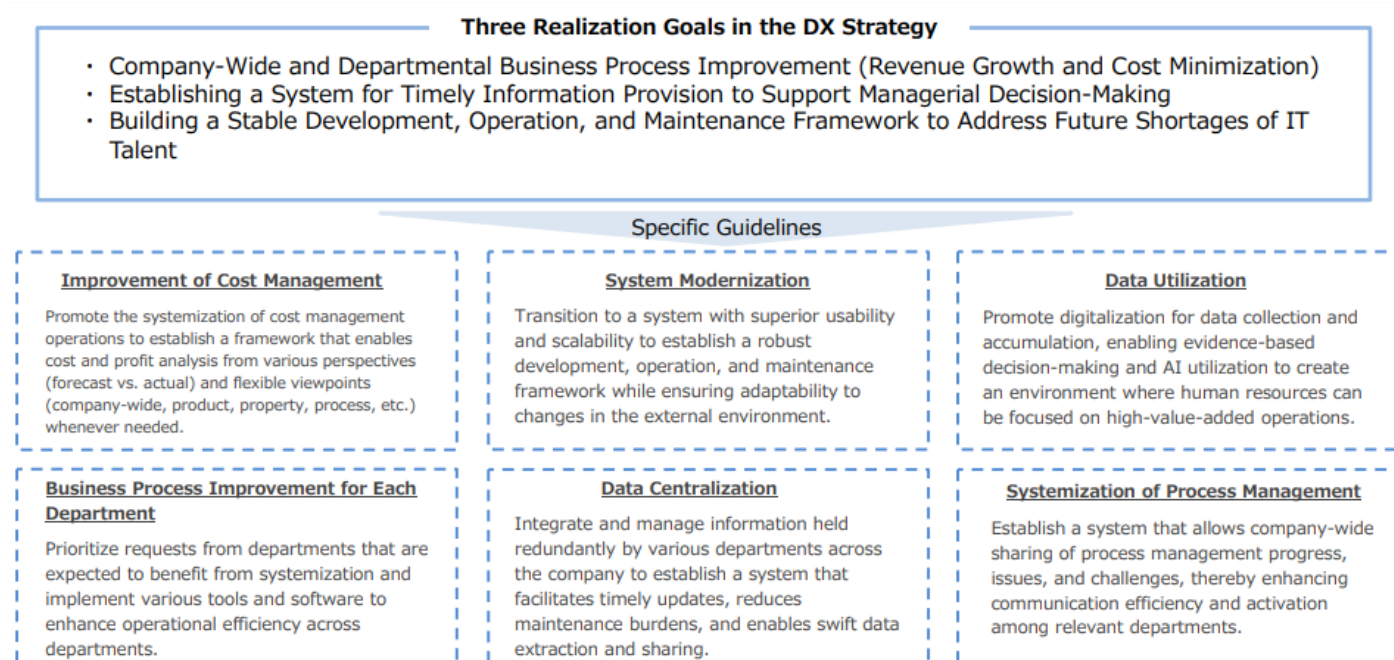 Three Realization Goals in the DX Strategy
・ Company-Wide and Departmental Business Process Improvement (Revenue Growth and Cost Minimization)
・ Establishing a System for Timely Information Provision to Support Managerial Decision-Making
・ Building a Stable Development, Operation, and Maintenance Framework to Address Future Shortages of IT
Talent
Specific Guidelines
Improvement of Cost Management
Promote the systemization of cost management
operations to establish a framework that enables
cost and profit analysis from various perspectives
(forecast vs. actual) and flexible viewpoints
(company-wide, product, property, process, etc.)
whenever needed.
System Modernization
Transition to a system with superior usability
and scalability to establish a robust
development, operation, and maintenance
framework while ensuring adaptability to
changes in the external environment.
Data Utilization
Promote digitalization for data collection and
accumulation, enabling evidence-based
decision-making and AI utilization to create
an environment where human resources can
be focused on high-value-added operations.
Business Process Improvement for Each
Department
Prioritize requests from departments that are
expected to benefit from systemization and
implement various tools and software to
enhance operational efficiency across
departments.
Data Centralization
Integrate and manage information held
redundantly by various departments across
the company to establish a system that
facilitates timely updates, reduces
maintenance burdens, and enables swift data
extraction and sharing.
Systemization of Process Management
Establish a system that allows company-wide
sharing of process management progress,
issues, and challenges, thereby enhancing
communication efficiency and activation
among relevant departments.